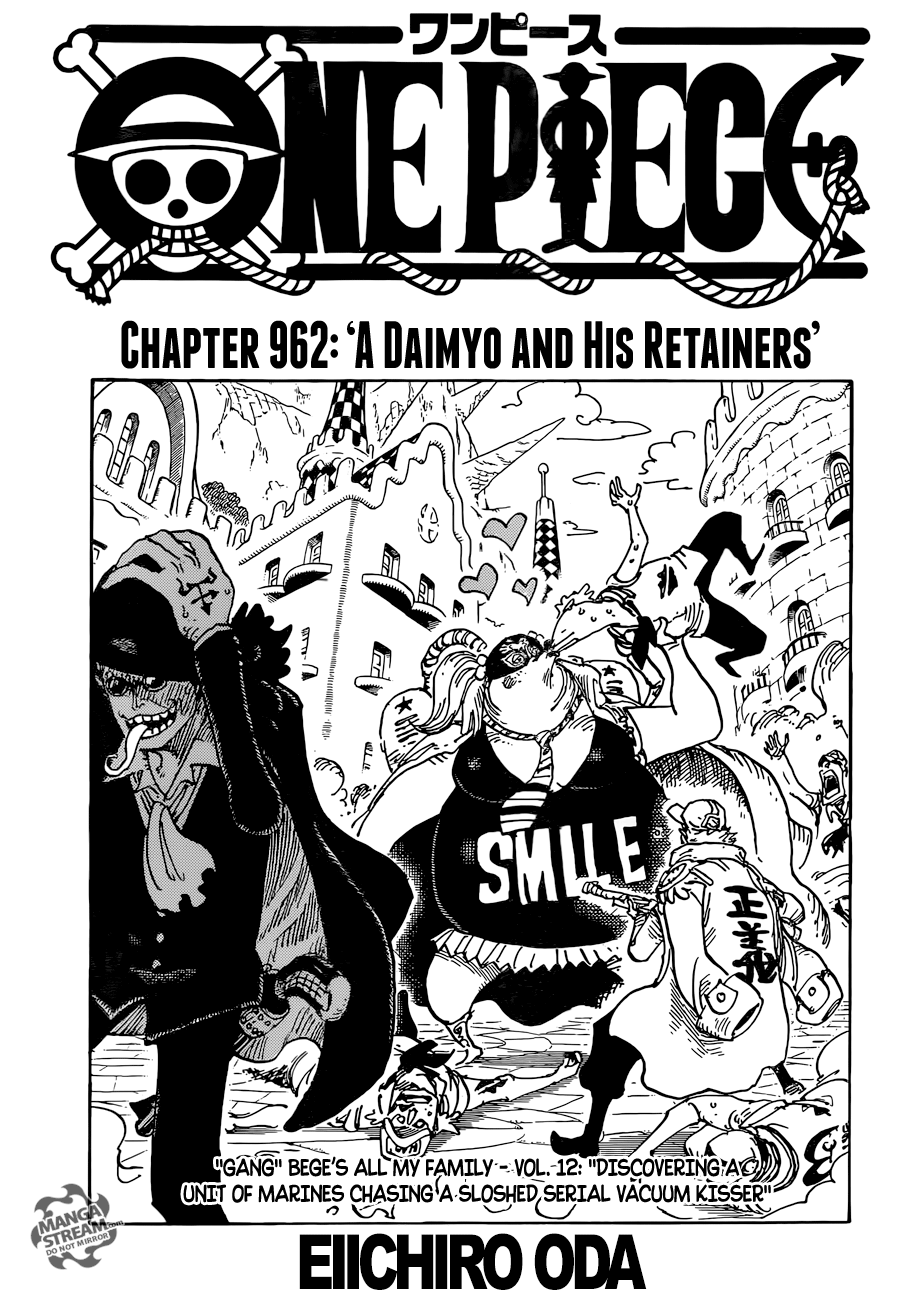 ワンピース
ONE PIECE
CHAPTER 962: ‘A DAIMYO AND HIS RETAINERS’
SMILE
正義
"GANG" BEGE'S ALL MY FAMILY - VOL. 12: "DISCOVERING A
UNIT OF MARINES CHASING A SLOSHED SERIAL VACUUM KISSER"
MANGA
STREAM.com
DO NOT MIRROR
EIICHIRO ODA